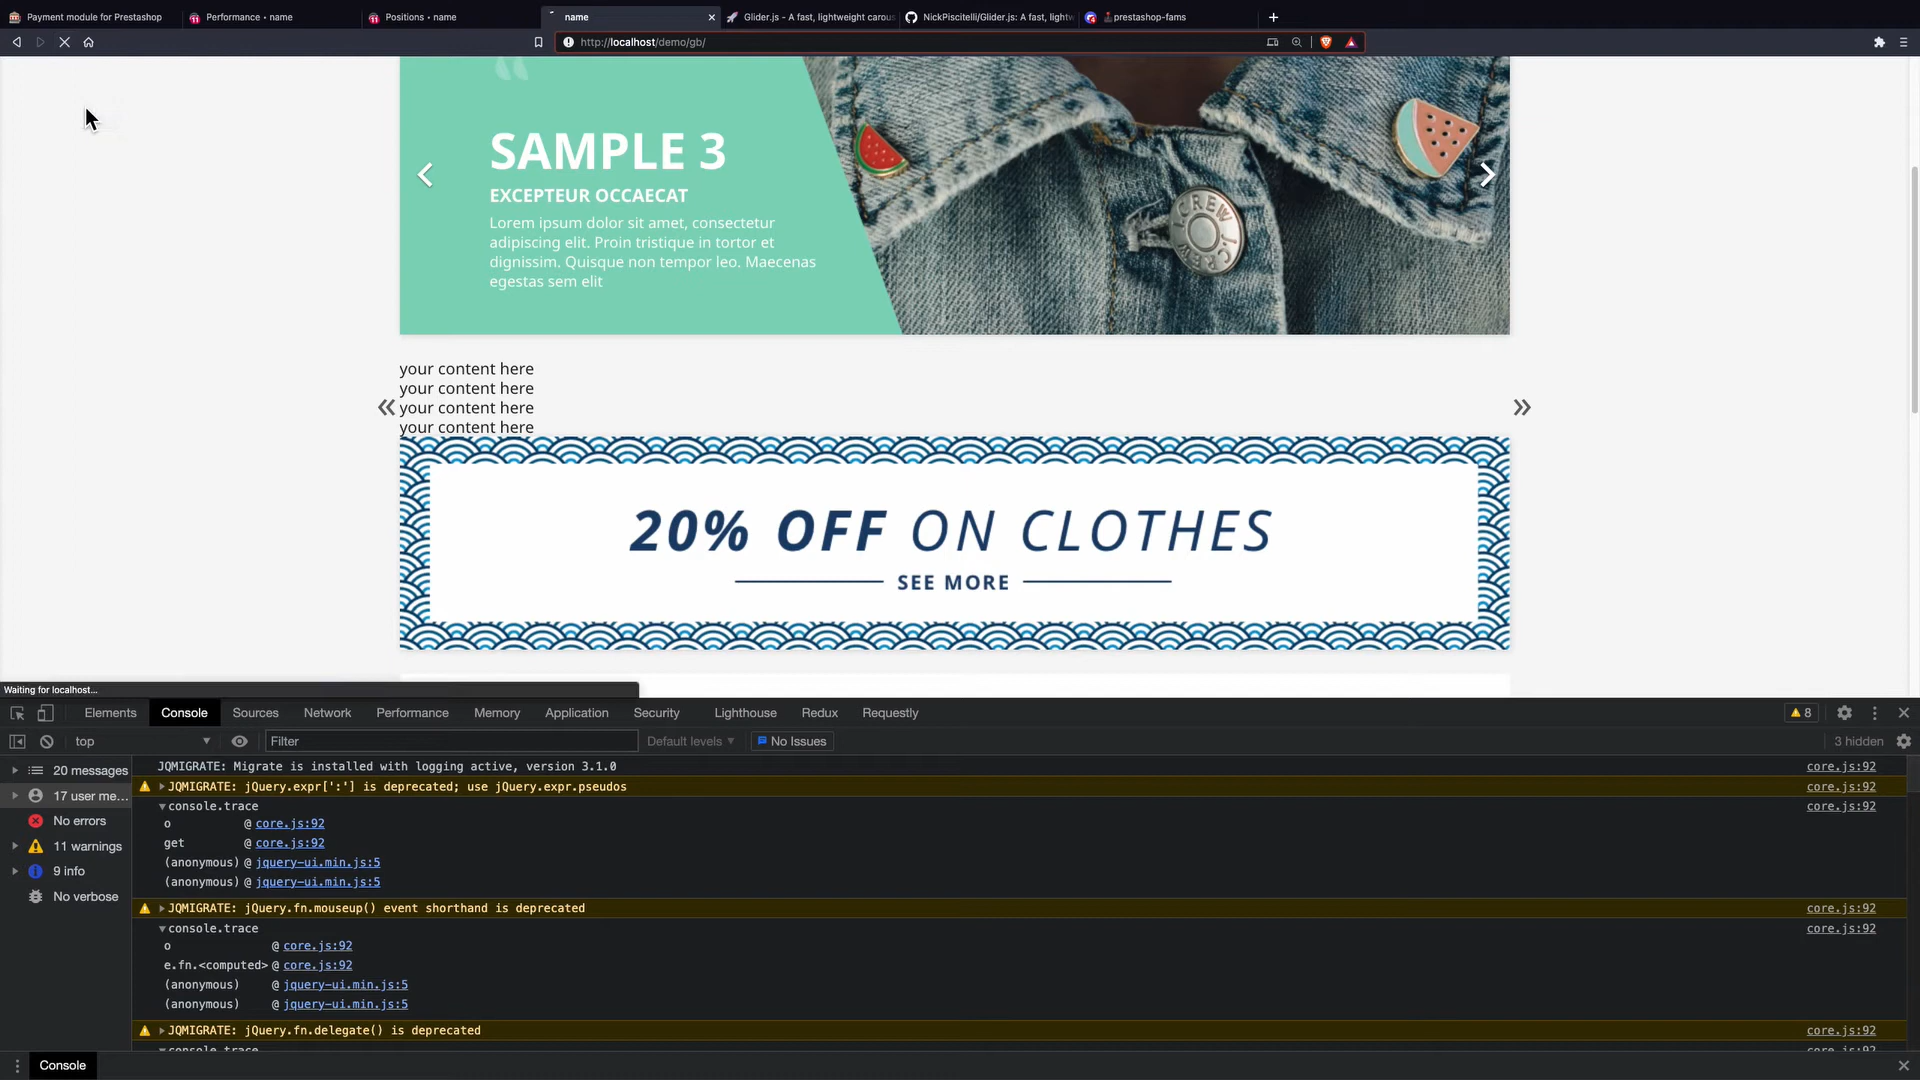 Payment module for Prestashop
Performance • name
Positions • name
name
Glider.js - A fast, lightweight carous
NickPiscitelli/Glider.js: A fast, lightw
prestashop-fams
http://localhost/demo/gb/
SAMPLE 3
EXCEPTEUR OCCAECAT
Lorem ipsum dolor sit amet, consectetur
adipiscing elit. Proin tristique in tortor et
dignissim. Quisque non tempor leo. Maecenas
egestas sem elit
J.CREW
J.CREW
your content here
your content here
« your content here »
your content here
20% OFF ON CLOTHES
SEE MORE
Waiting for localhost...
Elements Console Sources Network Performance Memory Application Security Lighthouse Redux Requestly 8
top Filter Default levels No Issues 3 hidden
20 messages
17 user me...
No errors
11 warnings
9 info
No verbose
JQMIGRATE: Migrate is installed with logging active, version 3.1.0 core.js:92
JQMIGRATE: jQuery.expr[':'] is deprecated; use jQuery.expr.pseudos core.js:92
console.trace core.js:92
o @ core.js:92
get @ core.js:92
(anonymous) @ jquery-ui.min.js:5
(anonymous) @ jquery-ui.min.js:5
JQMIGRATE: jQuery.fn.mouseup() event shorthand is deprecated core.js:92
console.trace core.js:92
o @ core.js:92
e.fn.<computed> @ core.js:92
(anonymous) @ jquery-ui.min.js:5
(anonymous) @ jquery-ui.min.js:5
JQMIGRATE: jQuery.fn.delegate() is deprecated core.js:92
console.trace core.js:92
Console